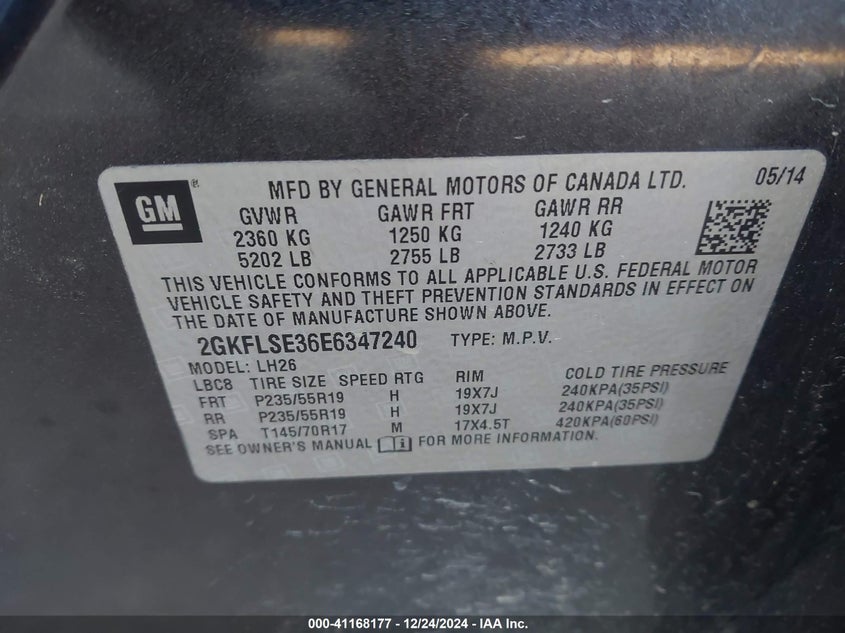 GM ® MFD BY GENERAL MOTORS OF CANADA LTD. 05/14
GVWR GAWR FRT GAWR RR
2360 KG 1250 KG 1240 KG
5202 LB 2755 LB 2733 LB
THIS VEHICLE CONFORMS TO ALL APPLICABLE U.S. FEDERAL MOTOR
VEHICLE SAFETY AND THEFT PREVENTION STANDARDS IN EFFECT ON
THE DATE OF MANUFACTURE SHOWN ABOVE.
2GKFLSE36E6347240 TYPE: M.P.V.
MODEL: LH26
LBC8 TIRE SIZE SPEED RTG RIM COLD TIRE PRESSURE
FRT P235/55R19 H 19X7J 240KPA(35PSI)
RR P235/55R19 H 19X7J 240KPA(35PSI)
SPA T145/70R17 M 17X4.5T 420KPA(60PSI)
SEE OWNER'S MANUAL FOR MORE INFORMATION.
000-41168177 - 12/24/2024 - IAA Inc.